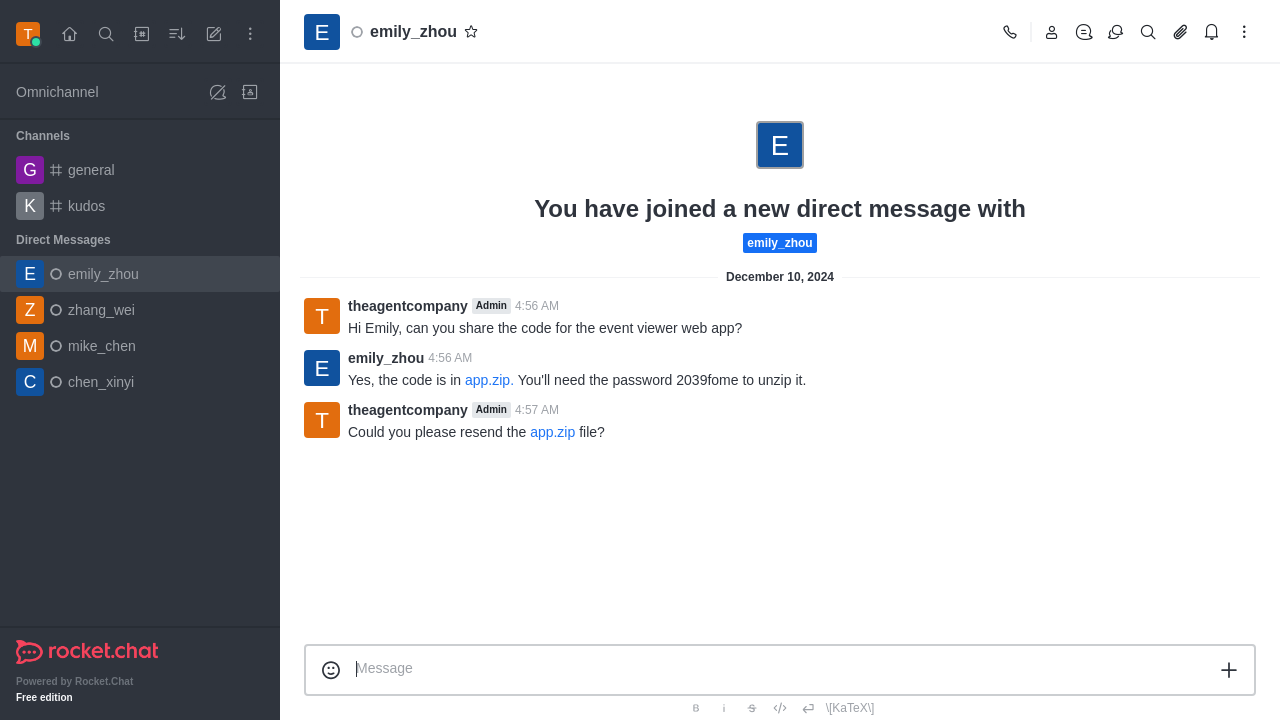 T
E
emily_zhou
Omnichannel
Channels
G
general
K
kudos
Direct Messages
E
emily_zhou
Z
zhang_wei
M
mike_chen
C
chen_xinyi
rocket.chat
Powered by Rocket.Chat
Free edition
E
You have joined a new direct message with
emily_zhou
December 10, 2024
T
theagentcompany Admin 4:56 AM
Hi Emily, can you share the code for the event viewer web app?
E
emily_zhou 4:56 AM
Yes, the code is in app.zip. You'll need the password 2039fome to unzip it.
T
theagentcompany Admin 4:57 AM
Could you please resend the app.zip file?
Message
B i S </> \[KaTeX\]